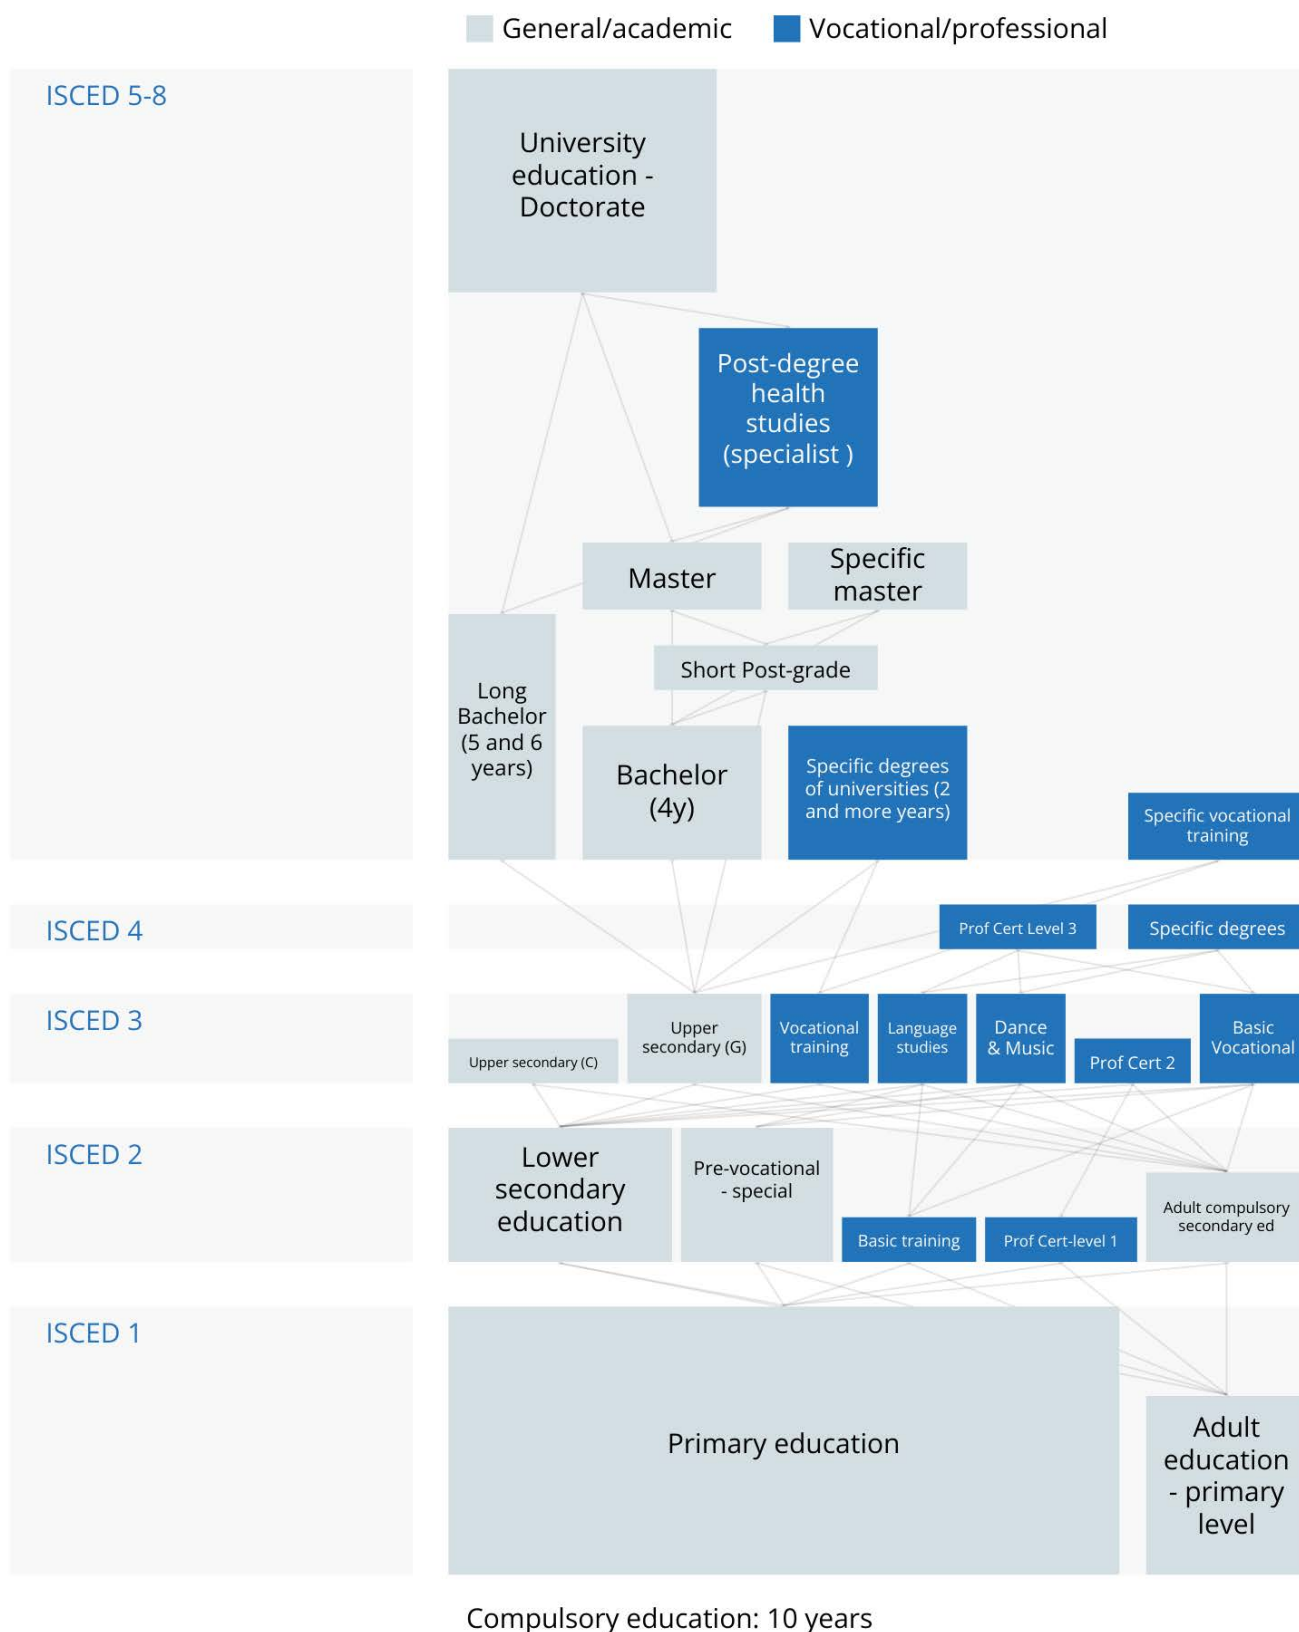 General/academic
Vocational/professional
ISCED 5-8
University
education -
Doctorate
Post-degree
health
studies
(specialist )
Master
Specific
master
Short Post-grade
Long
Bachelor
(5 and 6
years)
Bachelor
(4y)
Specific degrees
of universities (2
and more years)
Specific vocational
training
ISCED 4
Prof Cert Level 3
Specific degrees
ISCED 3
Upper secondary (C)
Upper
secondary (G)
Vocational
training
Language
studies
Dance
& Music
Prof Cert 2
Basic
Vocational
ISCED 2
Lower
secondary
education
Pre-vocational
- special
Basic training
Prof Cert-level 1
Adult compulsory
secondary ed
ISCED 1
Primary education
Adult
education
- primary
level
Compulsory education: 10 years